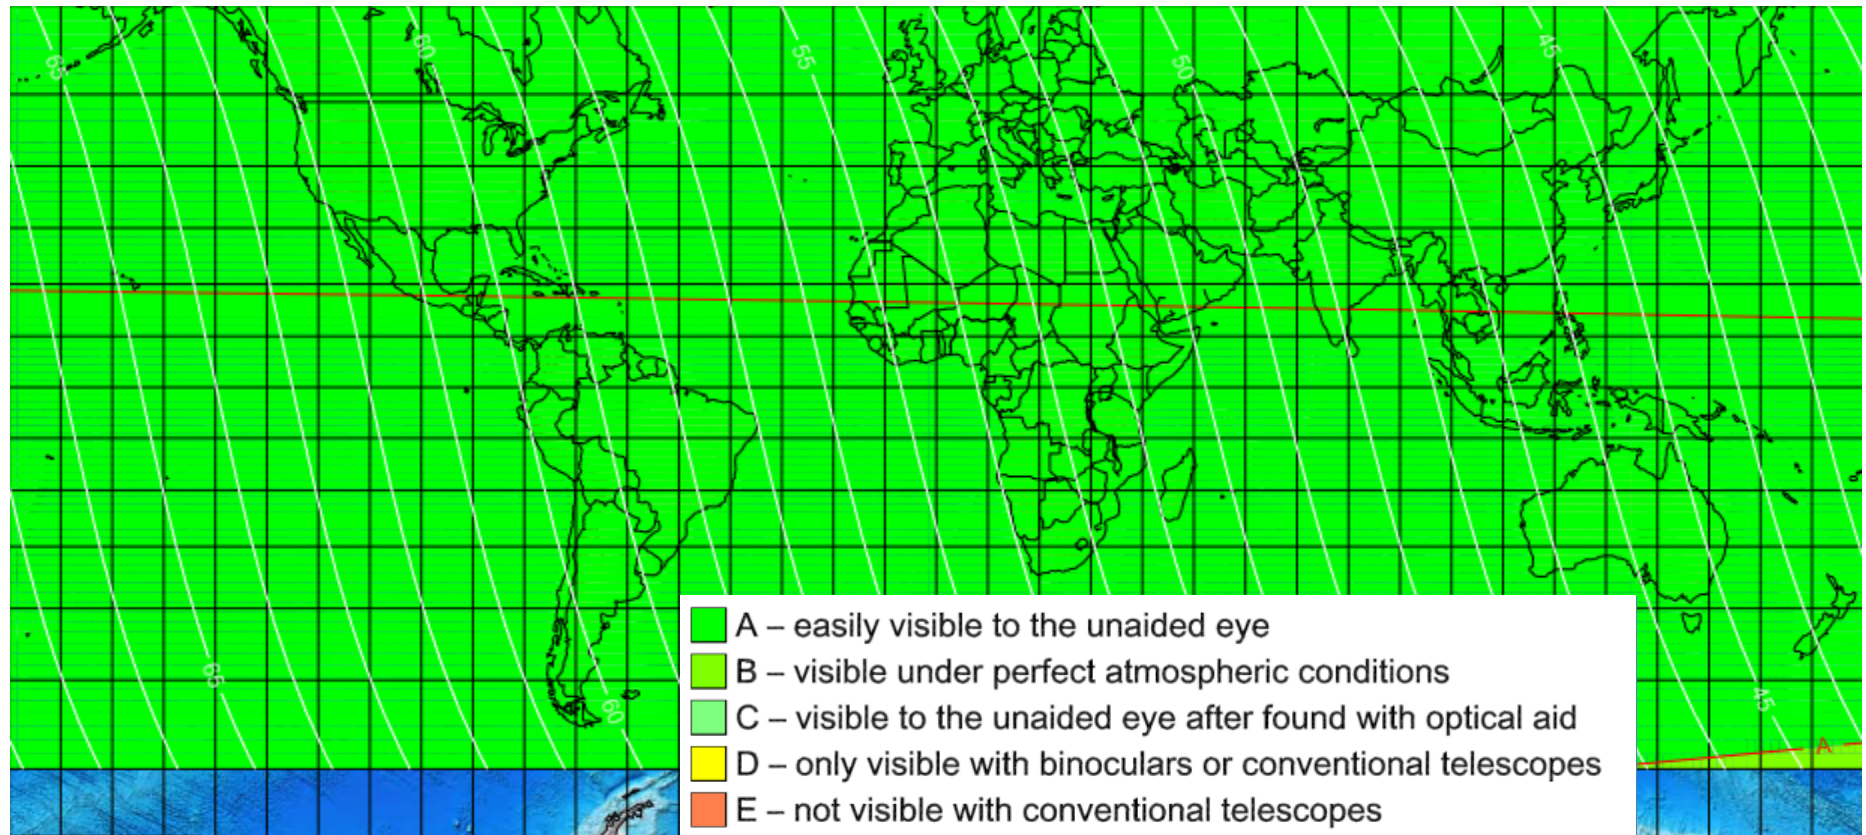 65
60
55
50
45
65
60
45
A
A – easily visible to the unaided eye
B – visible under perfect atmospheric conditions
C – visible to the unaided eye after found with optical aid
D – only visible with binoculars or conventional telescopes
E – not visible with conventional telescopes